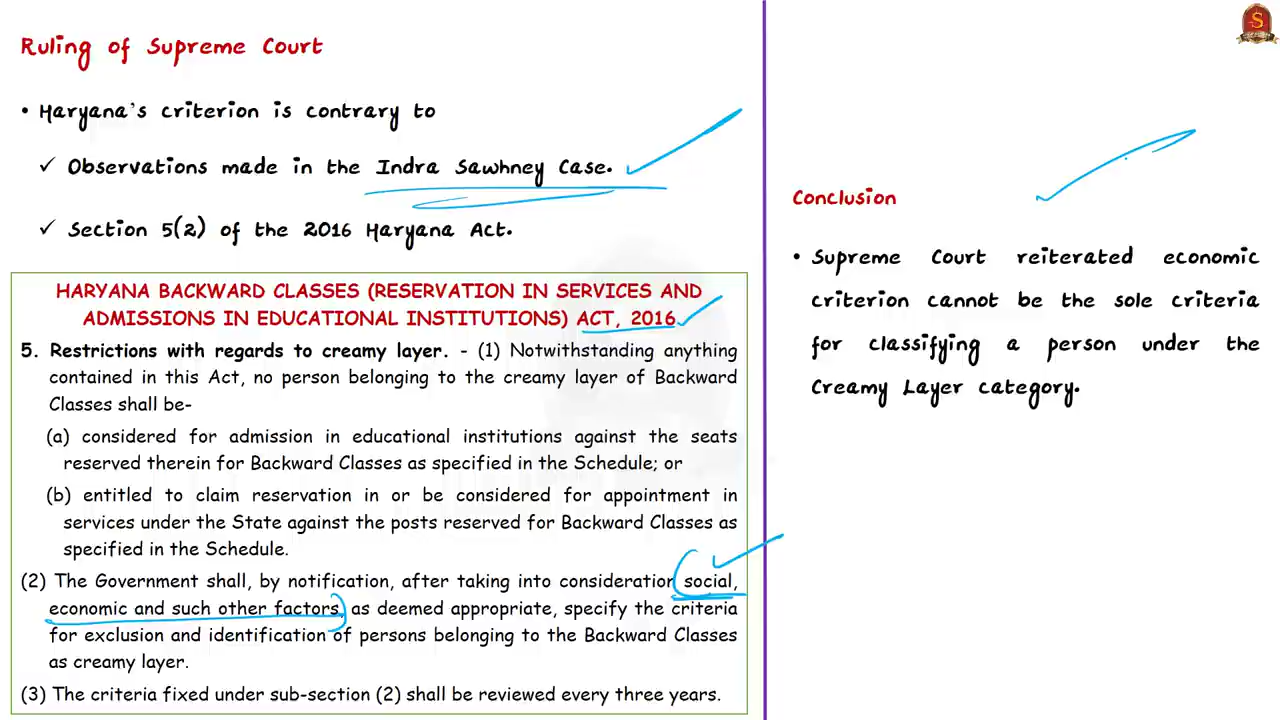 Ruling of Supreme Court
• Haryana's criterion is contrary to
✓ Observations made in the Indra Sawhney Case.
✓ Section 5(2) of the 2016 Haryana Act.
HARYANA BACKWARD CLASSES (RESERVATION IN SERVICES AND
ADMISSIONS IN EDUCATIONAL INSTITUTIONS) ACT, 2016
5. Restrictions with regards to creamy layer. - (1) Notwithstanding anything
contained in this Act, no person belonging to the creamy layer of Backward
Classes shall be-
(a) considered for admission in educational institutions against the seats
reserved therein for Backward Classes as specified in the Schedule; or
(b) entitled to claim reservation in or be considered for appointment in
services under the State against the posts reserved for Backward Classes as
specified in the Schedule.
(2) The Government shall, by notification, after taking into consideration social,
economic and such other factors, as deemed appropriate, specify the criteria
for exclusion and identification of persons belonging to the Backward Classes
as creamy layer.
(3) The criteria fixed under sub-section (2) shall be reviewed every three years.
Conclusion
• Supreme Court reiterated economic
criterion cannot be the sole criteria
for classifying a person under the
Creamy Layer category.
S